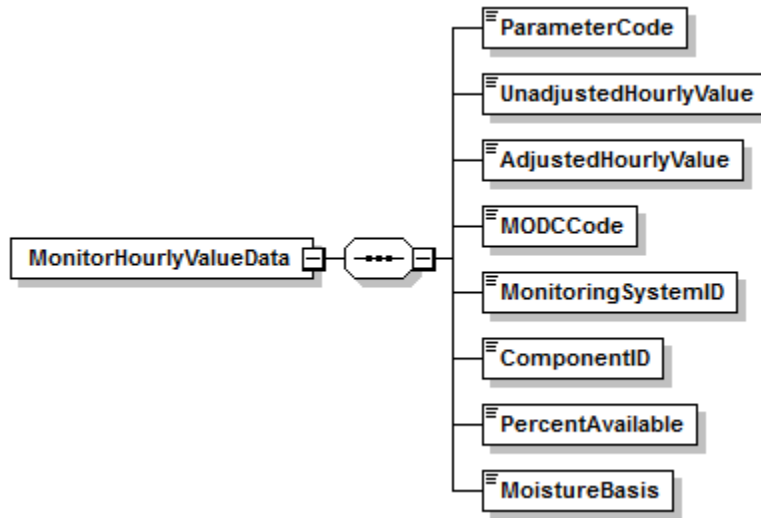 ParameterCode
UnadjustedHourlyValue
AdjustedHourlyValue
MODCCode
MonitorHourlyValueData
MonitoringSystemID
ComponentID
PercentAvailable
MoistureBasis